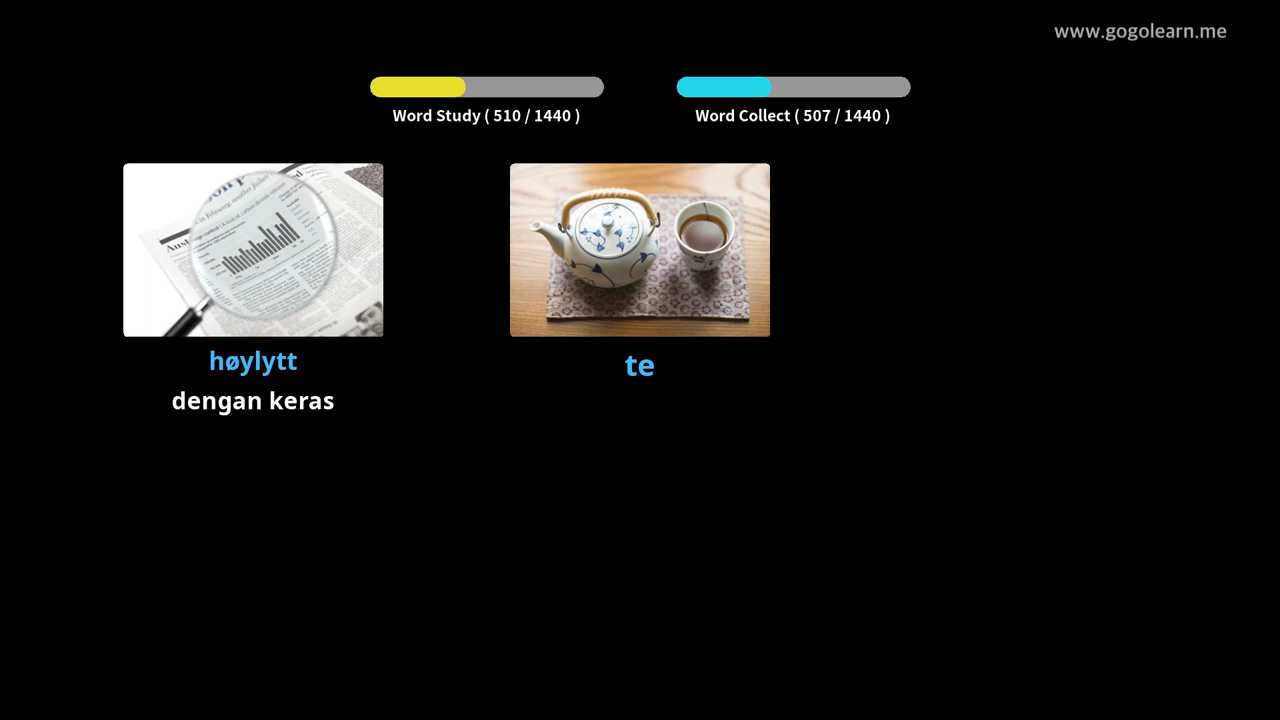 www.gogolearn.me
Word Study ( 510 / 1440 )
Word Collect ( 507 / 1440 )
høylytt
dengan keras
te